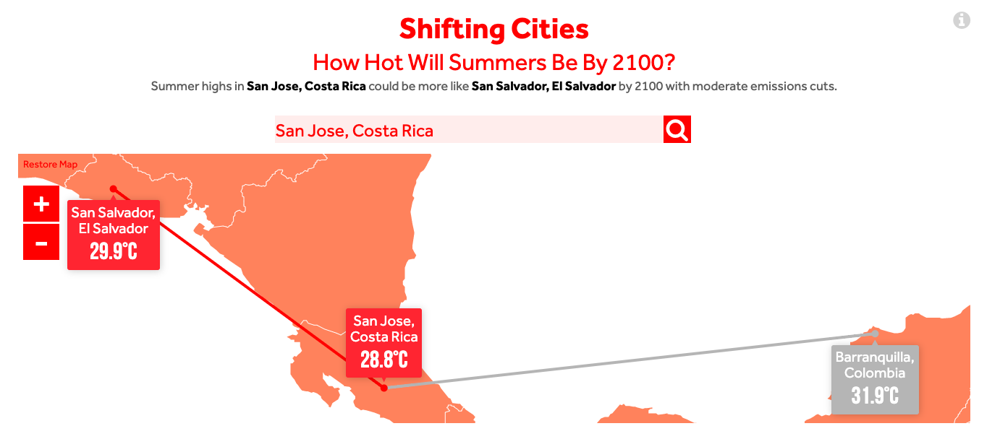 Shifting Cities
How Hot Will Summers Be By 2100?
Summer highs in San Jose, Costa Rica could be more like San Salvador, El Salvador by 2100 with moderate emissions cuts.
San Jose, Costa Rica
Restore Map
+
-
San Salvador,
El Salvador
29.9°C
San Jose,
Costa Rica
28.8°C
Barranquilla,
Colombia
31.9°C